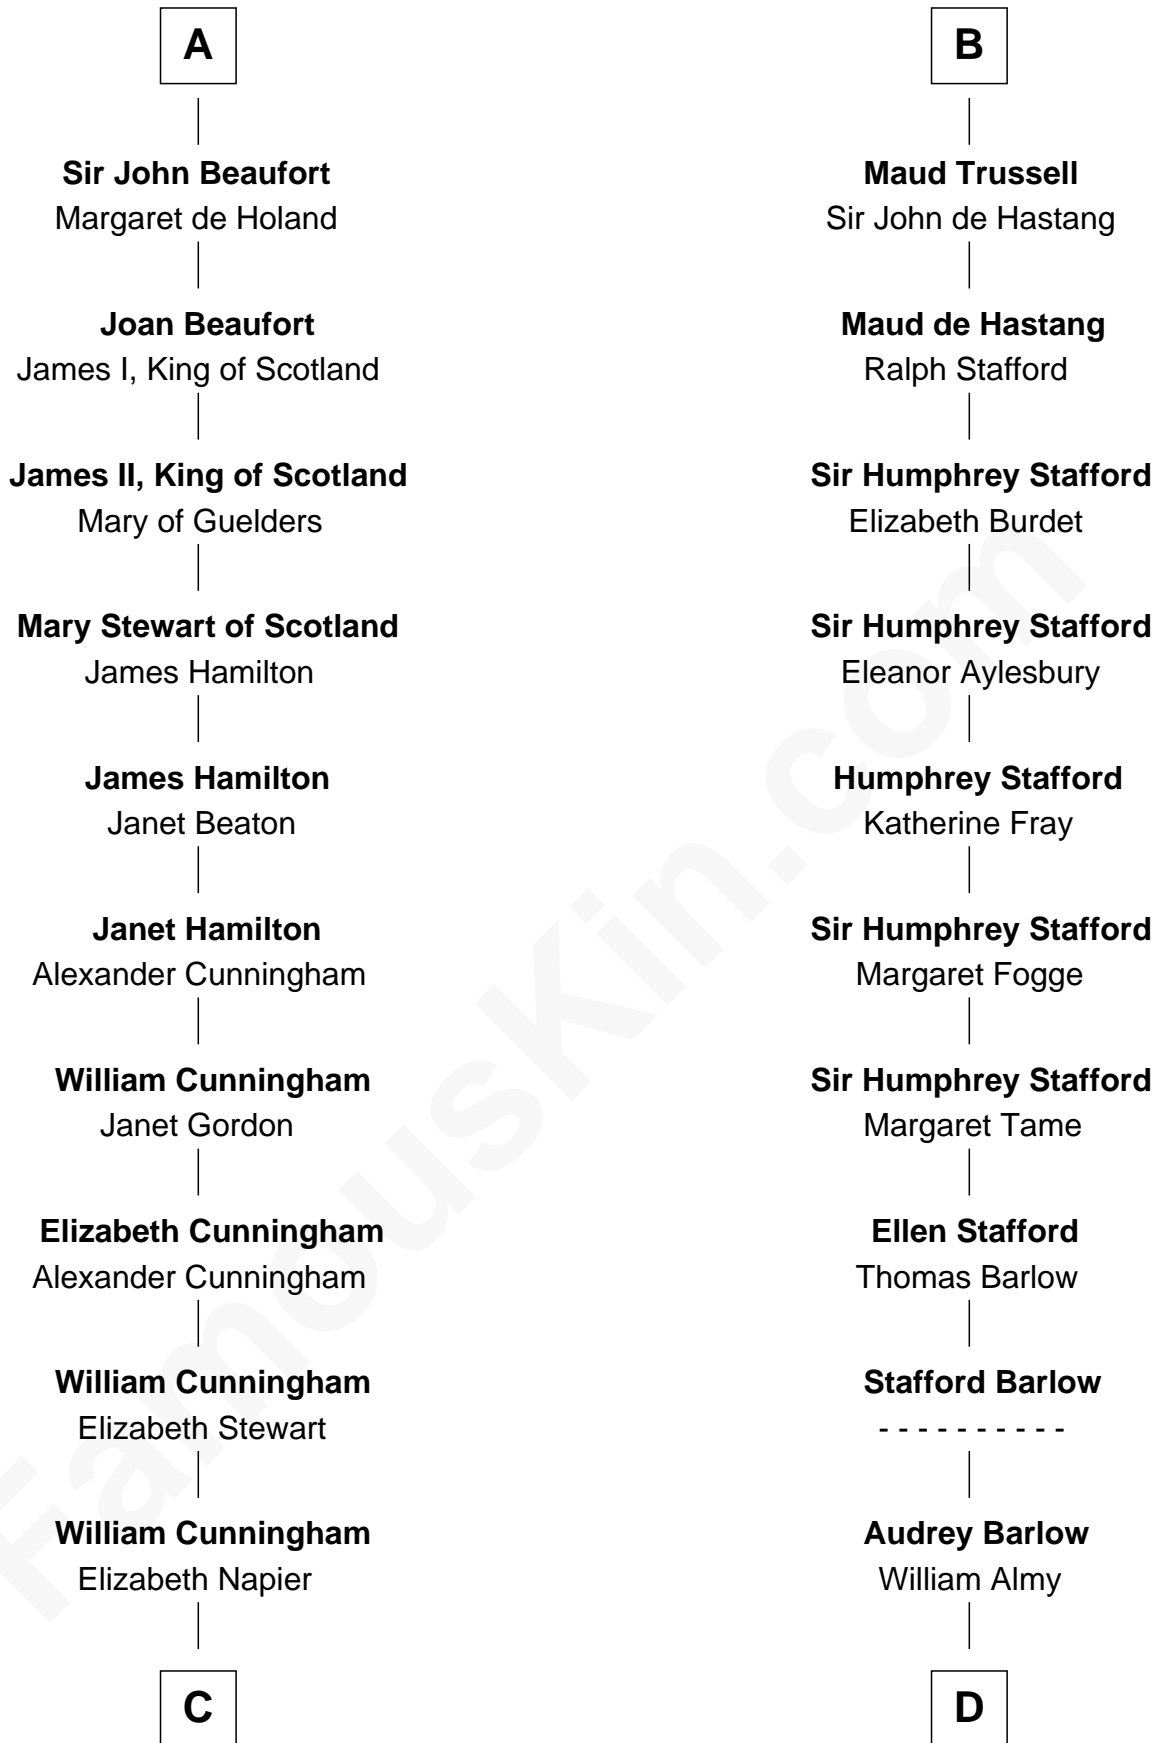 A
Sir John Beaufort
Margaret de Holand
Joan Beaufort
James I, King of Scotland
James II, King of Scotland
Mary of Guelders
Mary Stewart of Scotland
James Hamilton
James Hamilton
Janet Beaton
Janet Hamilton
Alexander Cunningham
William Cunningham
Janet Gordon
Elizabeth Cunningham
Alexander Cunningham
William Cunningham
Elizabeth Stewart
William Cunningham
Elizabeth Napier
C
B
Maud Trussell
Sir John de Hastang
Maud de Hastang
Ralph Stafford
Sir Humphrey Stafford
Elizabeth Burdet
Sir Humphrey Stafford
Eleanor Aylesbury
Humphrey Stafford
Katherine Fray
Sir Humphrey Stafford
Margaret Fogge
Sir Humphrey Stafford
Margaret Tame
Ellen Stafford
Thomas Barlow
Stafford Barlow
- - - - - - - - - -
Audrey Barlow
William Almy
D
FamousKin.com